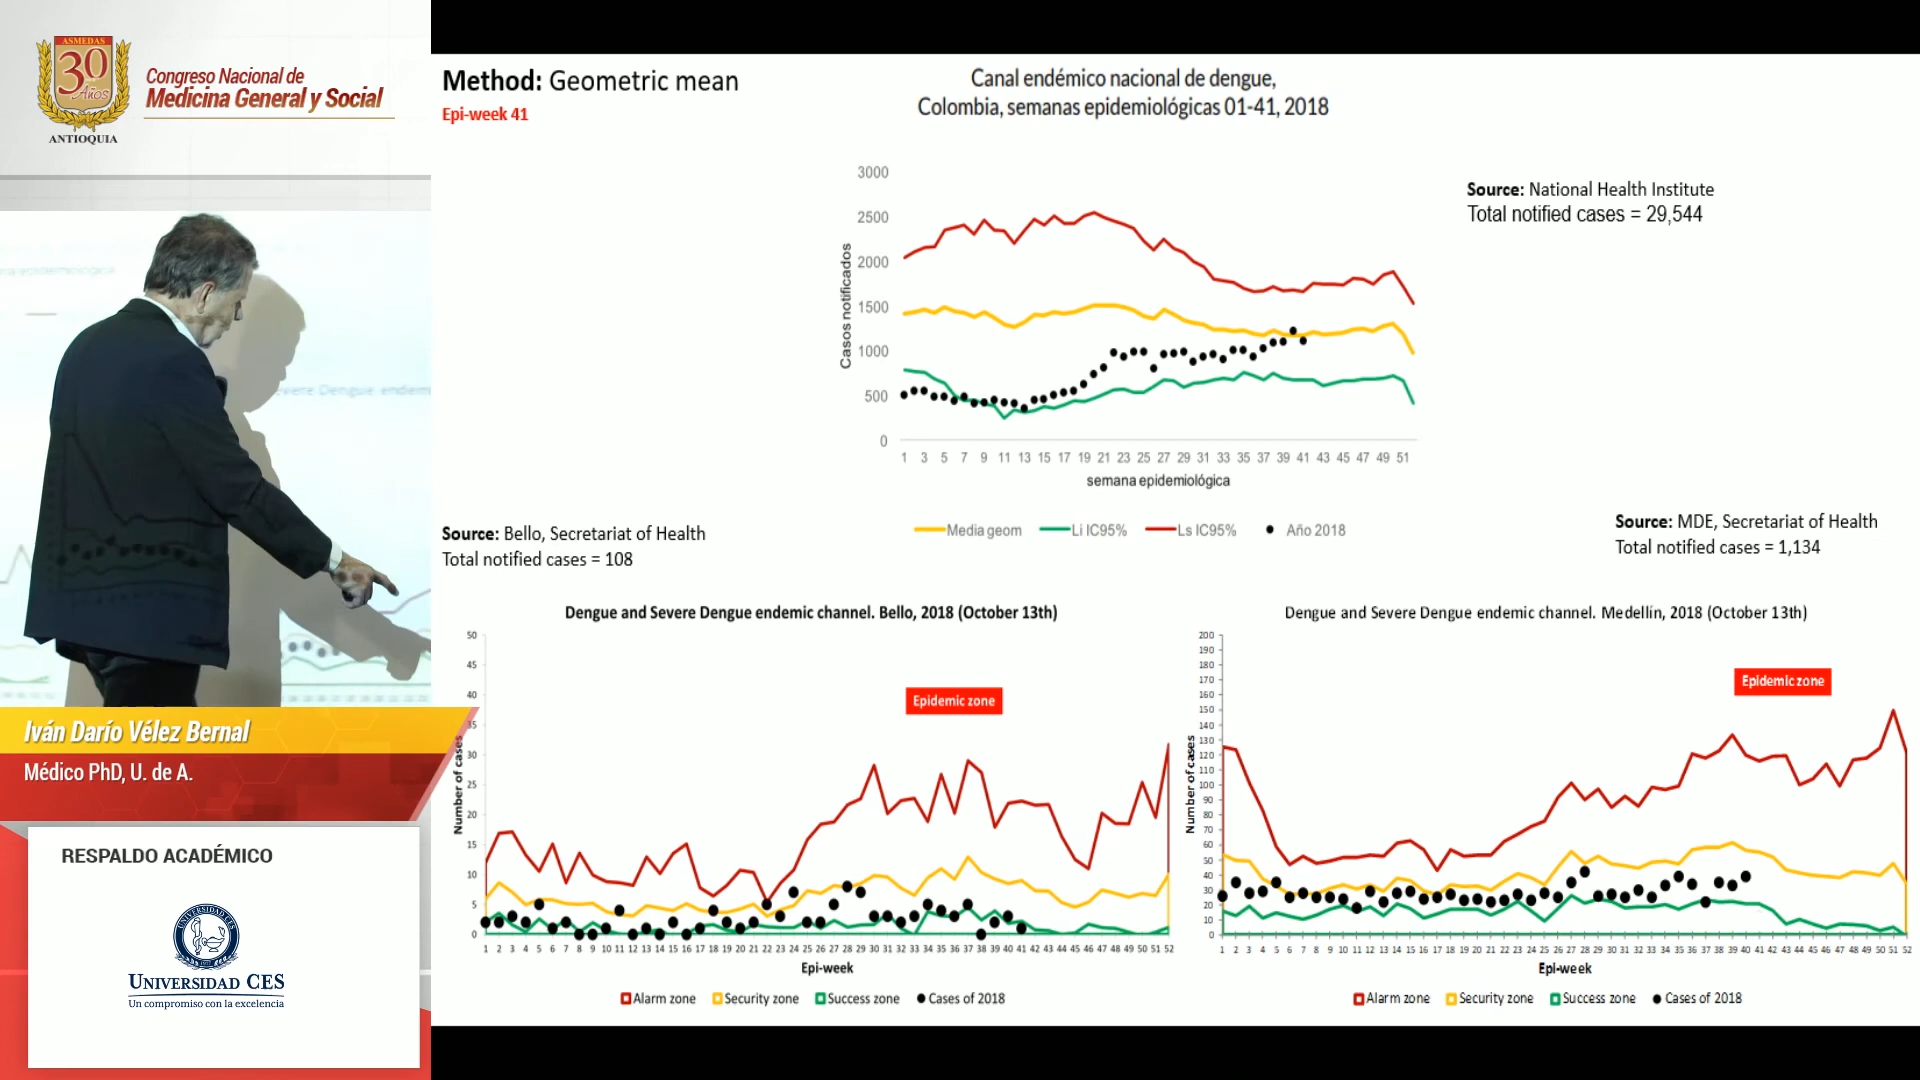 ASMEDAS
30
Años
ANTIOQUIA
Congreso Nacional de
Medicina General y Social
Iván Darío Vélez Bernal
Médico PhD, U. de A.
RESPALDO ACADÉMICO
UNIVERSIDAD CES
Un compromiso con la excelencia
Method: Geometric mean
Epi-week 41
Canal endémico nacional de dengue,
Colombia, semanas epidemiológicas 01-41, 2018
Source: National Health Institute
Total notified cases = 29,544
Casos notificados
3000
2500
2000
1500
1000
500
0
1 3 5 7 9 11 13 15 17 19 21 23 25 27 29 31 33 35 37 39 41 43 45 47 49 51
semana epidemiológica
Media geom Li IC95% Ls IC95% Año 2018
Source: Bello, Secretariat of Health
Total notified cases = 108
Source: MDE, Secretariat of Health
Total notified cases = 1,134
Dengue and Severe Dengue endemic channel. Bello, 2018 (October 13th)
Number of cases
50
45
40
35
30
25
20
15
10
5
0
Epidemic zone
1 2 3 4 5 6 7 8 9 10 11 12 13 14 15 16 17 18 19 20 21 22 23 24 25 26 27 28 29 30 31 32 33 34 35 36 37 38 39 40 41 42 43 44 45 46 47 48 49 50 51 52
Epi-week
Alarm zone Security zone Success zone Cases of 2018
Dengue and Severe Dengue endemic channel. Medellín, 2018 (October 13th)
Number of cases
200
190
180
170
160
150
140
130
120
110
100
90
80
70
60
50
40
30
20
10
0
Epidemic zone
1 2 3 4 5 6 7 8 9 10 11 12 13 14 15 16 17 18 19 20 21 22 23 24 25 26 27 28 29 30 31 32 33 34 35 36 37 38 39 40 41 42 43 44 45 46 47 48 49 50 51 52
Epi-week
Alarm zone Security zone Success zone Cases of 2018